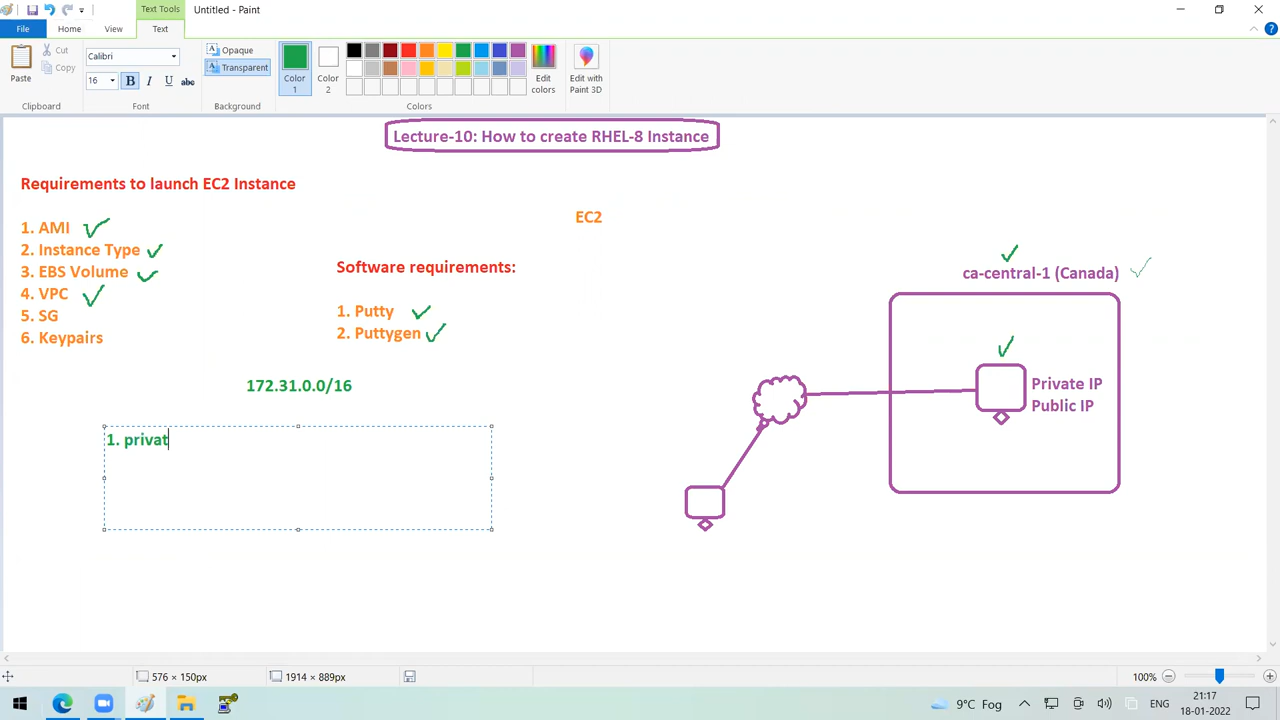 Text Tools
Untitled - Paint
File
Home
View
Text
Paste
Cut
Copy
Clipboard
Calibri
16
B I U abc
Font
Opaque
Transparent
Background
Color 1
Color 2
Edit colors
Edit with Paint 3D
Colors
Lecture-10: How to create RHEL-8 Instance
Requirements to launch EC2 Instance
EC2
1. AMI
2. Instance Type
3. EBS Volume
4. VPC
5. SG
6. Keypairs
Software requirements:
1. Putty
2. Puttygen
172.31.0.0/16
1. privat
ca-central-1 (Canada)
Private IP
Public IP
576 × 150px
1914 × 889px
100%
9°C Fog
ENG
21:17
18-01-2022